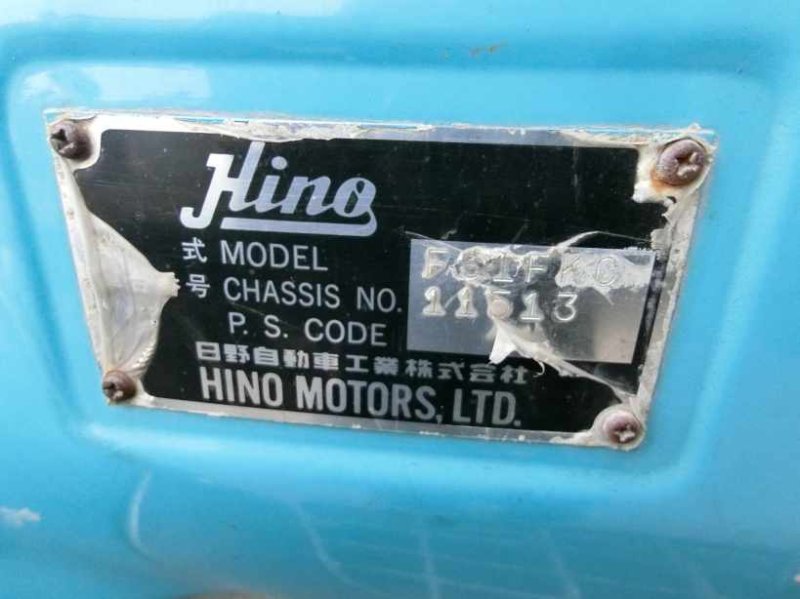 Hino
式 MODEL
号 CHASSIS NO. 11513
P. S. CODE
日野自動車工業株式会社
HINO MOTORS, LTD.